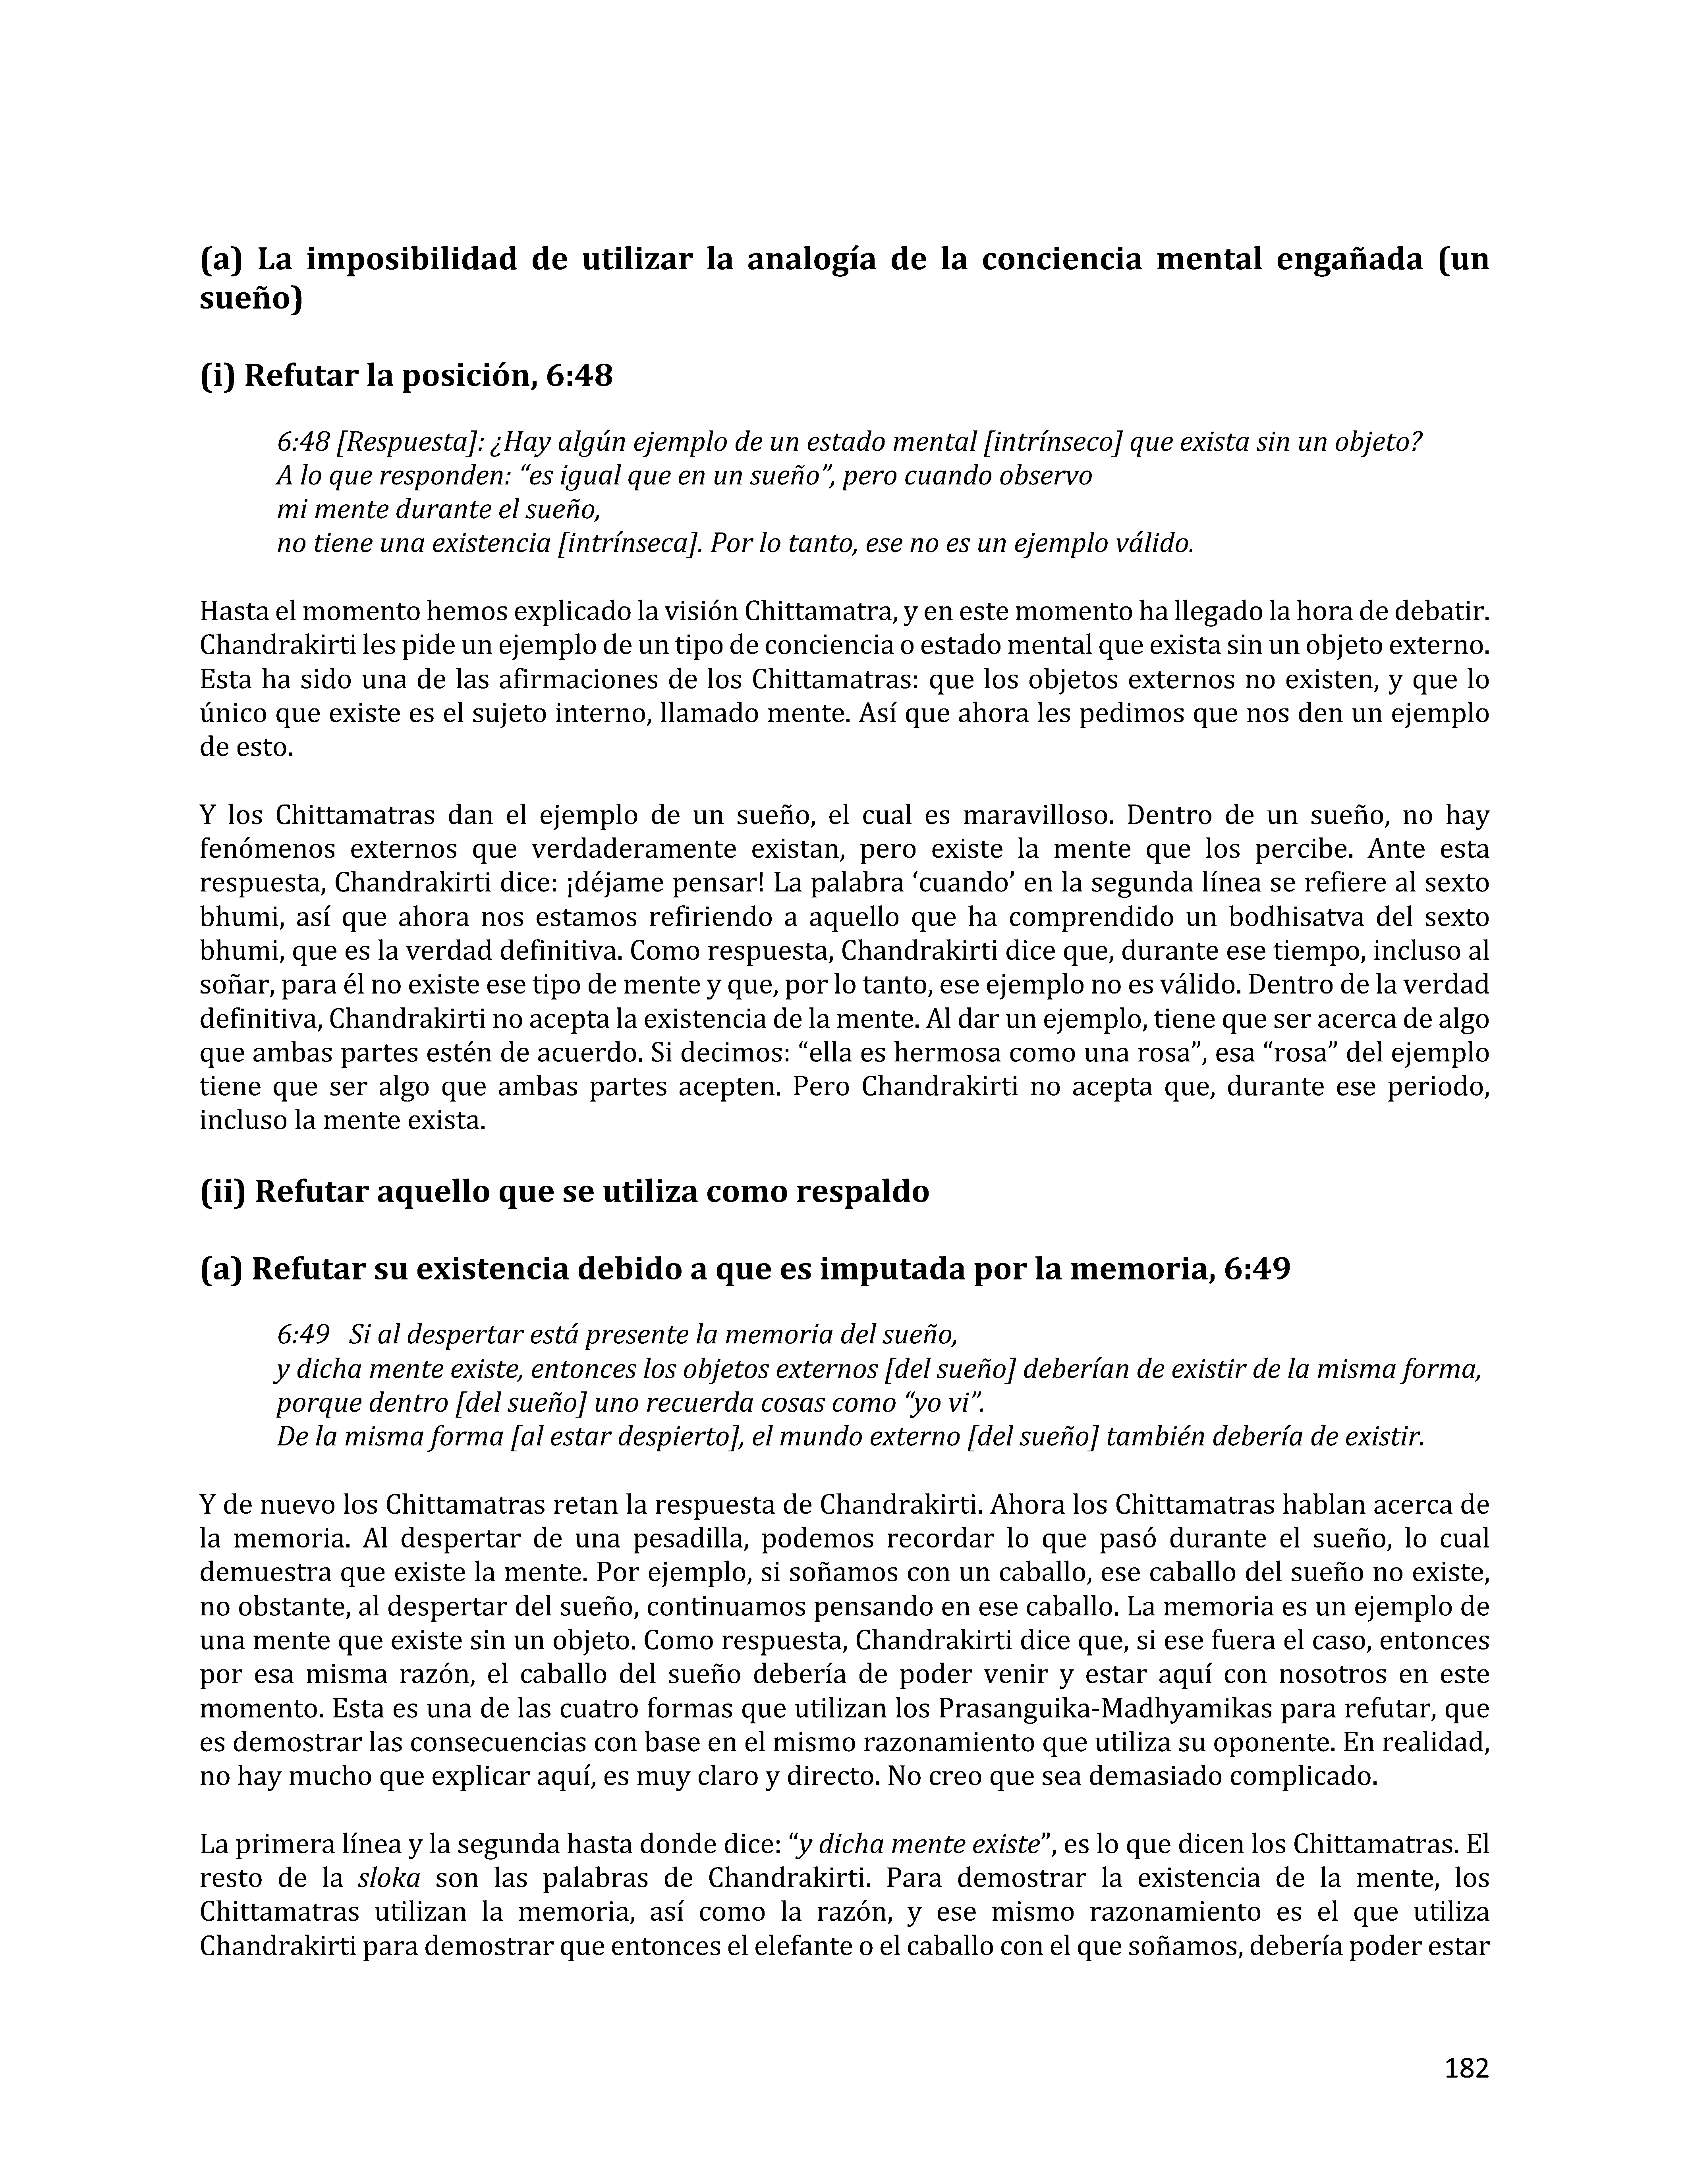 (a) La imposibilidad de utilizar la analogía de la conciencia mental engañada (un
sueño)
(i) Refutar la posición, 6:48
6:48 [Respuesta]: ¿Hay algún ejemplo de un estado mental [intrínseco] que exista sin un objeto?
A lo que responden: “es igual que en un sueño”, pero cuando observo
mi mente durante el sueño,
no tiene una existencia [intrínseca]. Por lo tanto, ese no es un ejemplo válido.
Hasta el momento hemos explicado la visión Chittamatra, y en este momento ha llegado la hora de debatir.
Chandrakirti les pide un ejemplo de un tipo de conciencia o estado mental que exista sin un objeto externo.
Esta ha sido una de las afirmaciones de los Chittamatras: que los objetos externos no existen, y que lo
único que existe es el sujeto interno, llamado mente. Así que ahora les pedimos que nos den un ejemplo
de esto.
Y los Chittamatras dan el ejemplo de un sueño, el cual es maravilloso. Dentro de un sueño, no hay
fenómenos externos que verdaderamente existan, pero existe la mente que los percibe. Ante esta
respuesta, Chandrakirti dice: ¡déjame pensar! La palabra ‘cuando’ en la segunda línea se refiere al sexto
bhumi, así que ahora nos estamos refiriendo a aquello que ha comprendido un bodhisatva del sexto
bhumi, que es la verdad definitiva. Como respuesta, Chandrakirti dice que, durante ese tiempo, incluso al
soñar, para él no existe ese tipo de mente y que, por lo tanto, ese ejemplo no es válido. Dentro de la verdad
definitiva, Chandrakirti no acepta la existencia de la mente. Al dar un ejemplo, tiene que ser acerca de algo
que ambas partes estén de acuerdo. Si decimos: “ella es hermosa como una rosa”, esa “rosa” del ejemplo
tiene que ser algo que ambas partes acepten. Pero Chandrakirti no acepta que, durante ese periodo,
incluso la mente exista.
(ii) Refutar aquello que se utiliza como respaldo
(a) Refutar su existencia debido a que es imputada por la memoria, 6:49
6:49 Si al despertar está presente la memoria del sueño,
y dicha mente existe, entonces los objetos externos [del sueño] deberían de existir de la misma forma,
porque dentro [del sueño] uno recuerda cosas como “yo vi”.
De la misma forma [al estar despierto], el mundo externo [del sueño] también debería de existir.
Y de nuevo los Chittamatras retan la respuesta de Chandrakirti. Ahora los Chittamatras hablan acerca de
la memoria. Al despertar de una pesadilla, podemos recordar lo que pasó durante el sueño, lo cual
demuestra que existe la mente. Por ejemplo, si soñamos con un caballo, ese caballo del sueño no existe,
no obstante, al despertar del sueño, continuamos pensando en ese caballo. La memoria es un ejemplo de
una mente que existe sin un objeto. Como respuesta, Chandrakirti dice que, si ese fuera el caso, entonces
por esa misma razón, el caballo del sueño debería de poder venir y estar aquí con nosotros en este
momento. Esta es una de las cuatro formas que utilizan los Prasanguika-Madhyamikas para refutar, que
es demostrar las consecuencias con base en el mismo razonamiento que utiliza su oponente. En realidad,
no hay mucho que explicar aquí, es muy claro y directo. No creo que sea demasiado complicado.
La primera línea y la segunda hasta donde dice: “y dicha mente existe”, es lo que dicen los Chittamatras. El
resto de la sloka son las palabras de Chandrakirti. Para demostrar la existencia de la mente, los
Chittamatras utilizan la memoria, así como la razón, y ese mismo razonamiento es el que utiliza
Chandrakirti para demostrar que entonces el elefante o el caballo con el que soñamos, debería poder estar
182